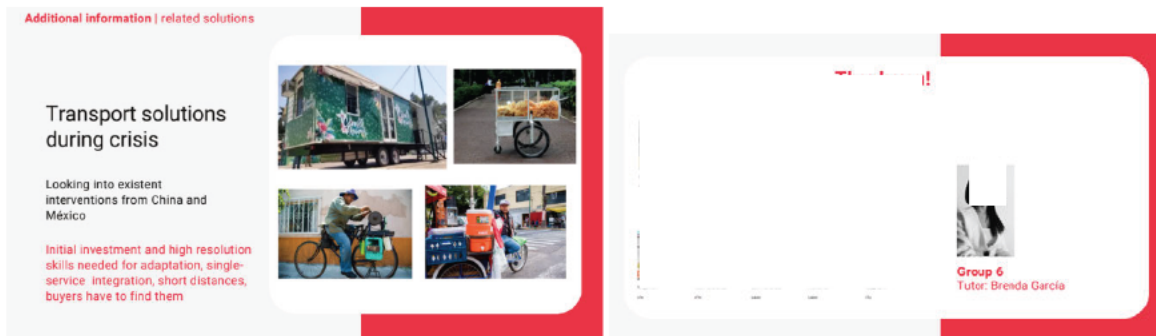 Additional information | related solutions
Transport solutions
during crisis
Looking into existent
interventions from China and
México
Initial investment and high resolution
skills needed for adaptation, single-
service integration, short distances,
buyers have to find them
Group 6
Tutor: Brenda García